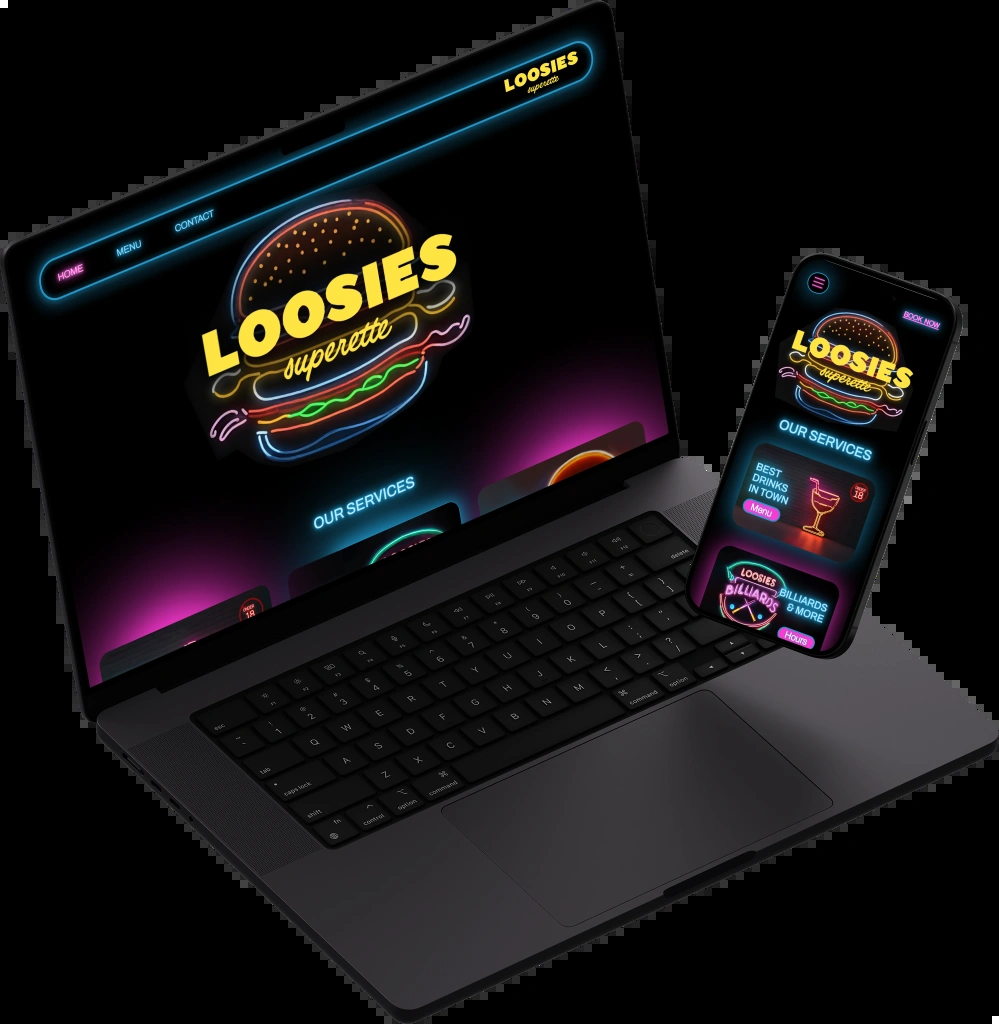 LOOSIES
superette
HOME
MENU
CONTACT
LOOSIES
superette
OUR SERVICES
18
BOOK NOW
LOOSIES
superette
OUR SERVICES
BEST
DRINKS
IN TOWN
Menu
18
LOOSIES
BILLIARDS
BILLIARDS
& MORE
Hours
esc
delete
tab
Q W E R T Y U I O P
caps lock
A S D F G H J K L
shift
Z X C V B N M
fn
control
option
command
command
option